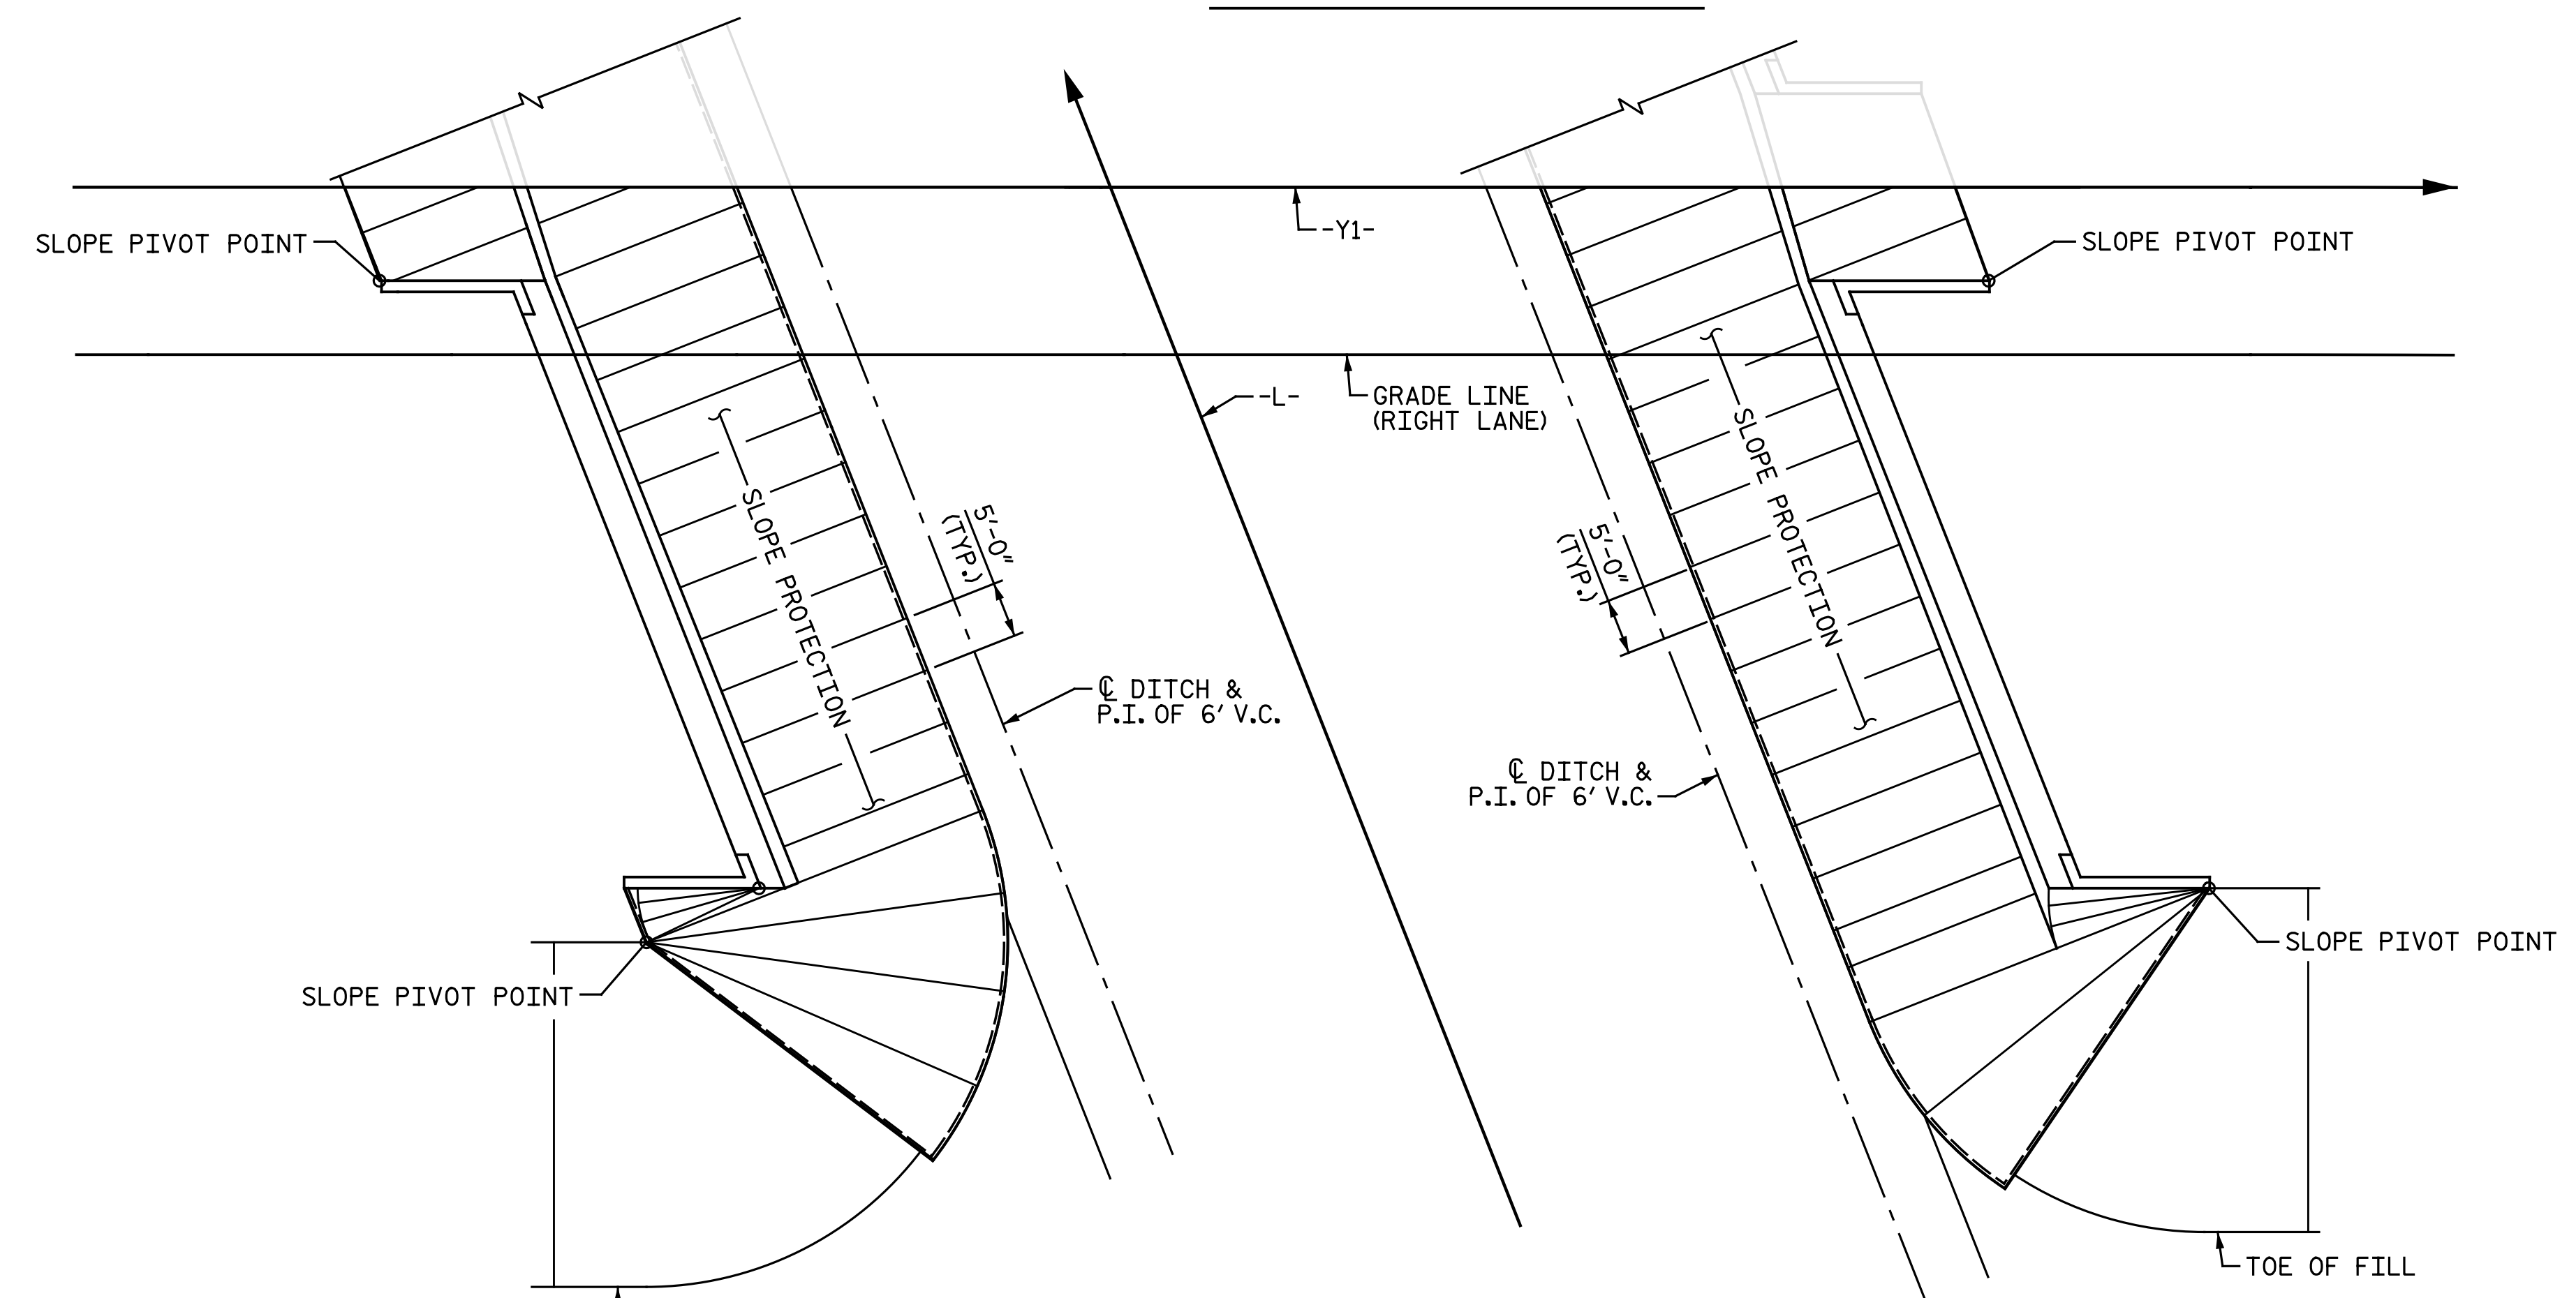 SLOPE PIVOT POINT
-Y1-
SLOPE PIVOT POINT
-L-
GRADE LINE
(RIGHT LANE)
SLOPE PROTECTION
5'-0"
(TYP.)
5'-0"
(TYP.)
SLOPE PROTECTION
℄ DITCH &
P.I. OF 6' V.C.
℄ DITCH &
P.I. OF 6' V.C.
SLOPE PIVOT POINT
SLOPE PIVOT POINT
TOE OF FILL